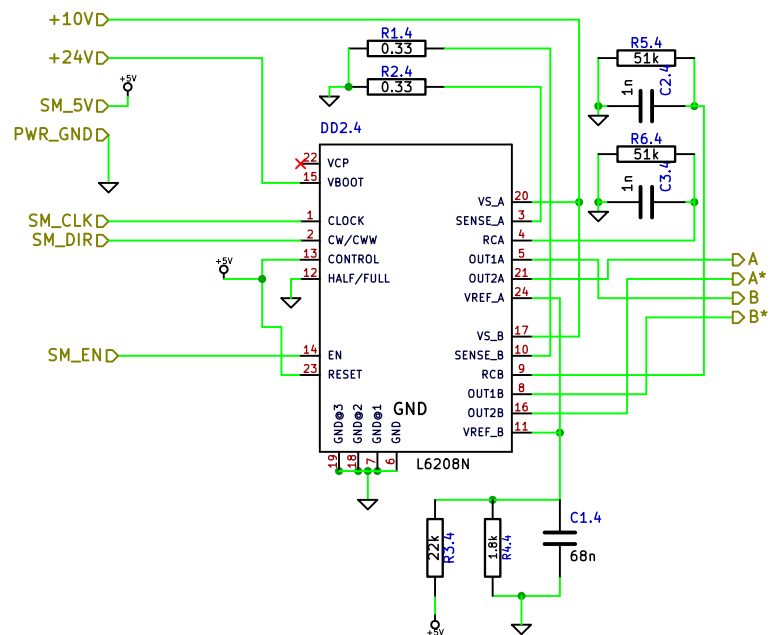 +10V
+24V
+5V
SM_5V
PWR_GND
SM_CLK
SM_DIR
+5V
SM_EN
R1.4
0.33
R2.4
0.33
R5.4
51k
1n
C2.4
R6.4
51k
1n
C3.4
DD2.4
22 VCP
15 VBOOT
1 CLOCK
2 CW/CWW
13 CONTROL
12 HALF/FULL
14 EN
23 RESET
VS_A 20
SENSE_A 3
RCA 4
OUT1A 5
OUT2A 21
VREF_A 24
VS_B 17
SENSE_B 10
RCB 9
OUT1B 8
OUT2B 16
VREF_B 11
A
A*
B
B*
GND@3
GND@2
GND@1
GND
GND
19
18
7
6
L6208N
22k
R3.4
1.8k
R4.4
C1.4
68n
+5V